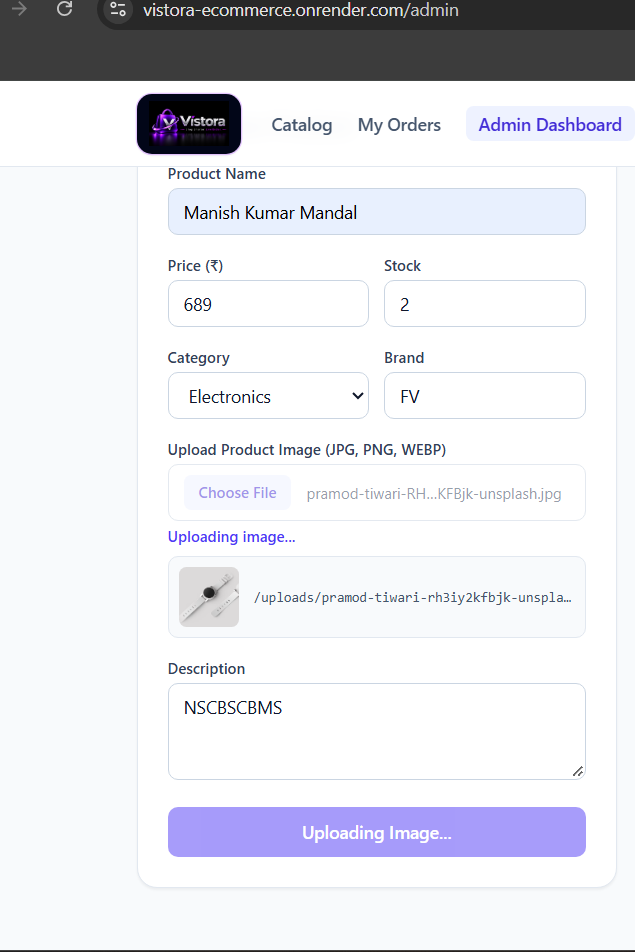 vistora-ecommerce.onrender.com/admin
Vistora
Catalog My Orders Admin Dashboard
Product Name
Manish Kumar Mandal
Price (₹) Stock
689 2
Category Brand
Electronics FV
Upload Product Image (JPG, PNG, WEBP)
Choose File pramod-tiwari-RH...KFBjk-unsplash.jpg
Uploading image...
/uploads/pramod-tiwari-rh3iy2kfbjk-unspla…
Description
NSCBSCBMS
Uploading Image...